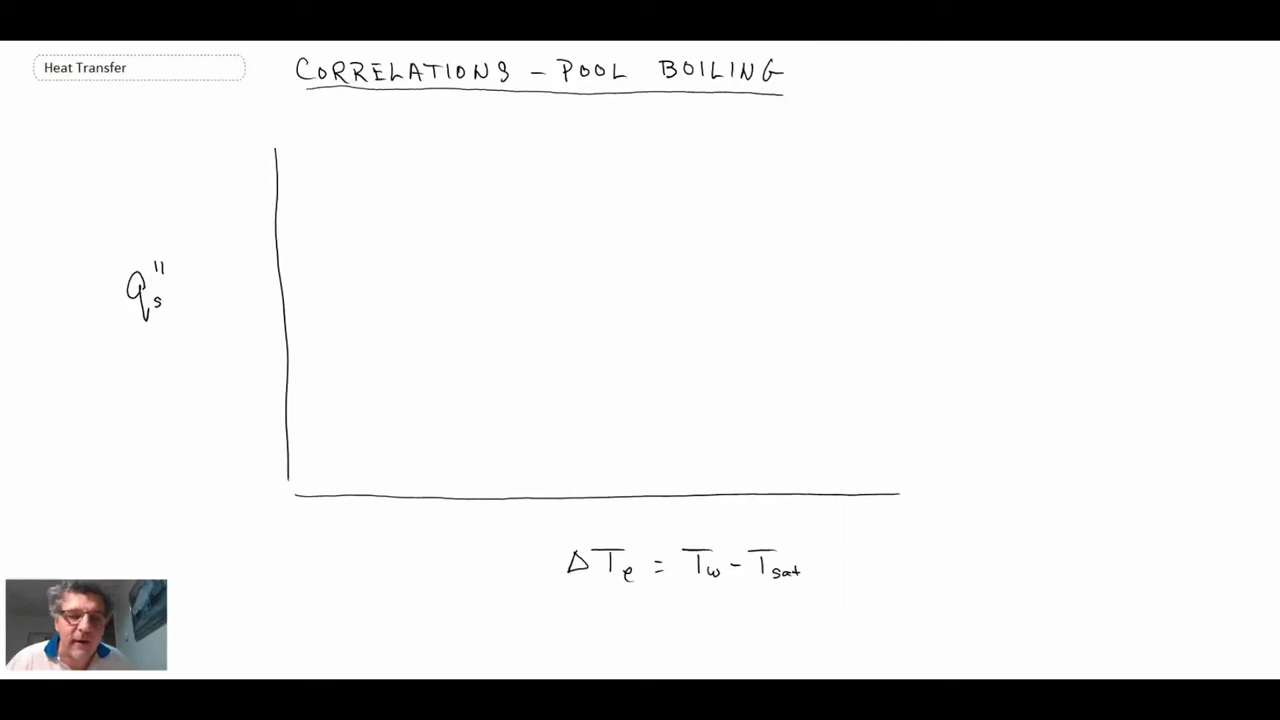 Heat Transfer
CORRELATIONS - POOL BOILING
q"s
ΔTe = Tw - Tsat